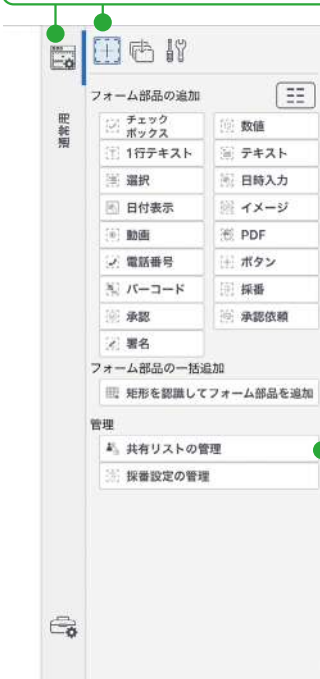 フォーム部品の追加
チェック
ボックス
数値
1行テキスト
テキスト
選択
日時入力
日付表示
イメージ
動画
PDF
電話番号
ボタン
バーコード
採番
承認
承認依頼
署名
フォーム部品の一括追加
矩形を認識してフォーム部品を追加
管理
共有リストの管理
採番設定の管理